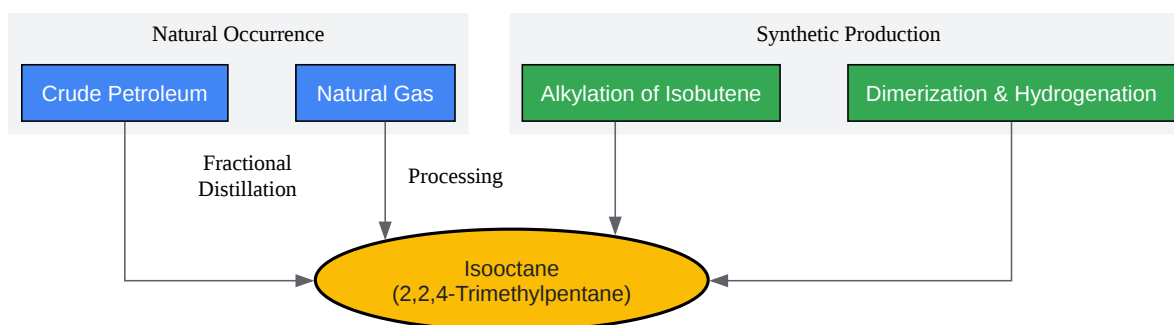 Natural Occurrence
Synthetic Production
Crude Petroleum
Natural Gas
Alkylation of Isobutene
Dimerization & Hydrogenation
Fractional
Distillation
Processing
Isooctane
(2,2,4-Trimethylpentane)